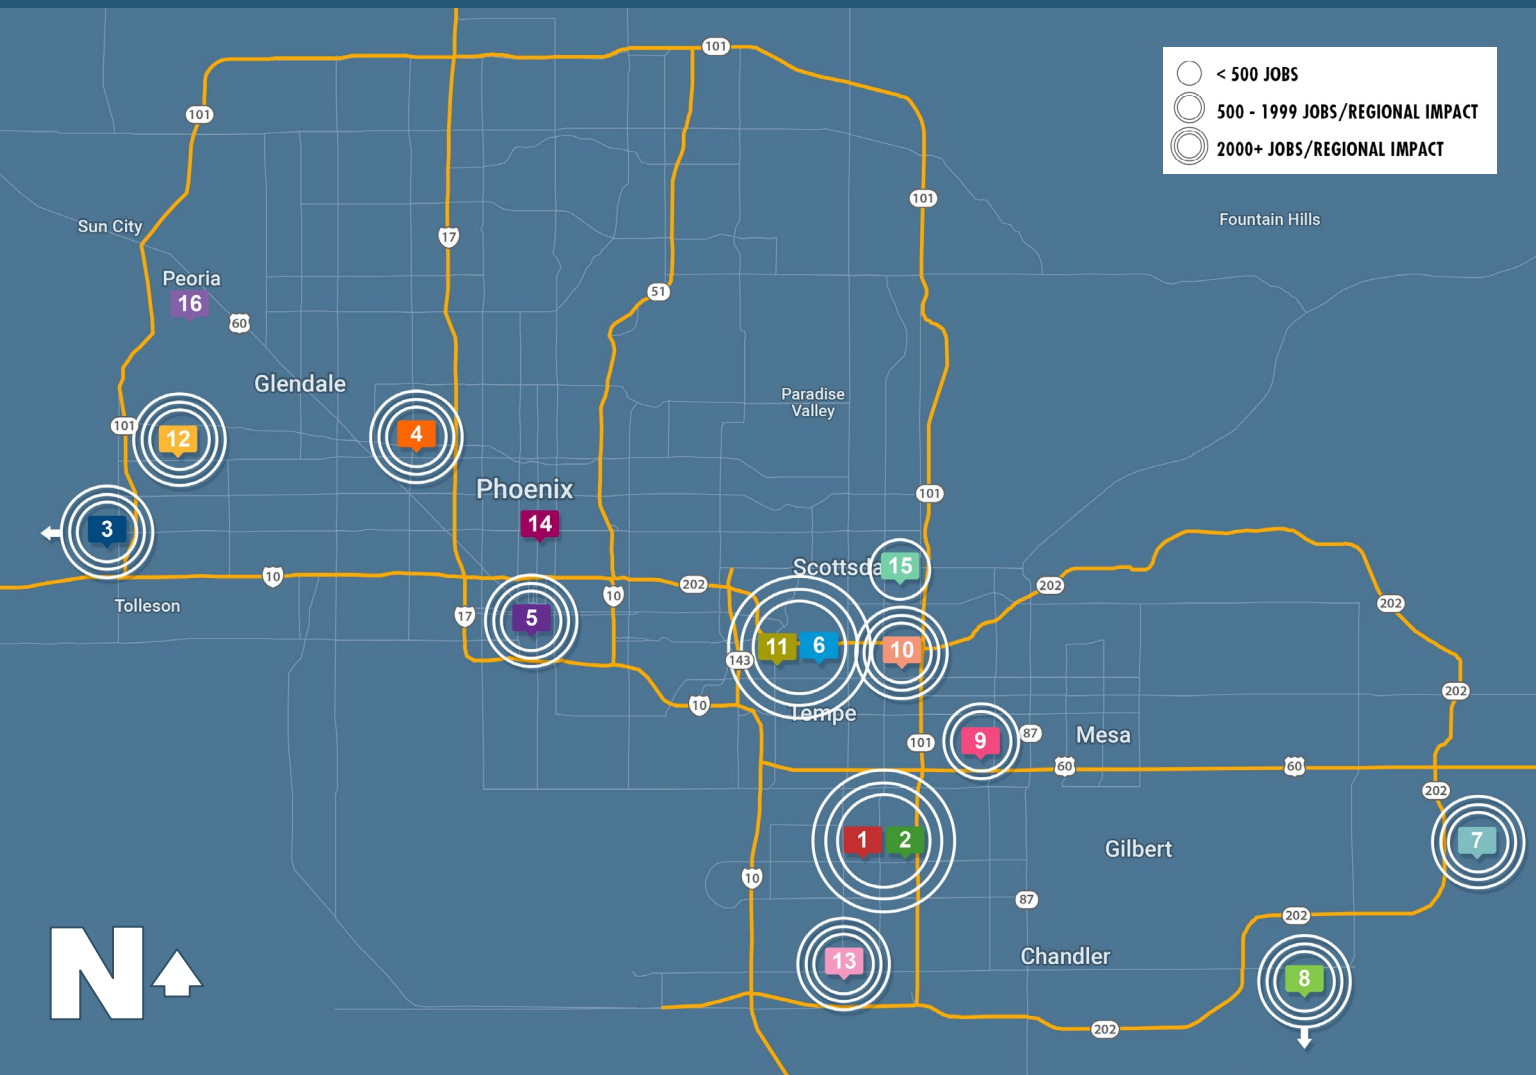 101
< 500 JOBS
500 - 1999 JOBS/REGIONAL IMPACT
2000+ JOBS/REGIONAL IMPACT
101
101
Fountain Hills
Sun City
17
Peoria
16
51
60
Glendale
Paradise
Valley
101
12
4
Phoenix
101
14
3
Scottsda
15
10
202
202
10
202
Tolleson
17
5
11
6
10
143
202
10
Tempe
101
9
87
Mesa
60
60
202
1
2
7
Gilbert
10
87
202
Chandler
13
8
N
202